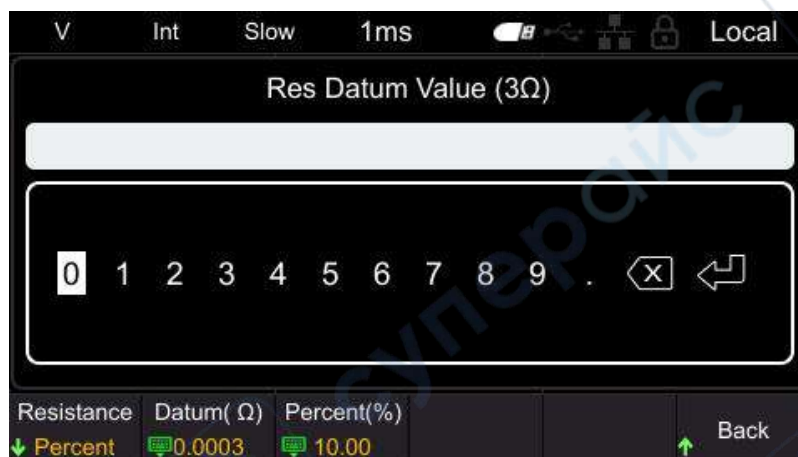 V Int Slow 1ms Local
Res Datum Value (3Ω)
0 1 2 3 4 5 6 7 8 9 .
Resistance Datum( Ω) Percent(%)
Percent 0.0003 10.00 Back
суперайс